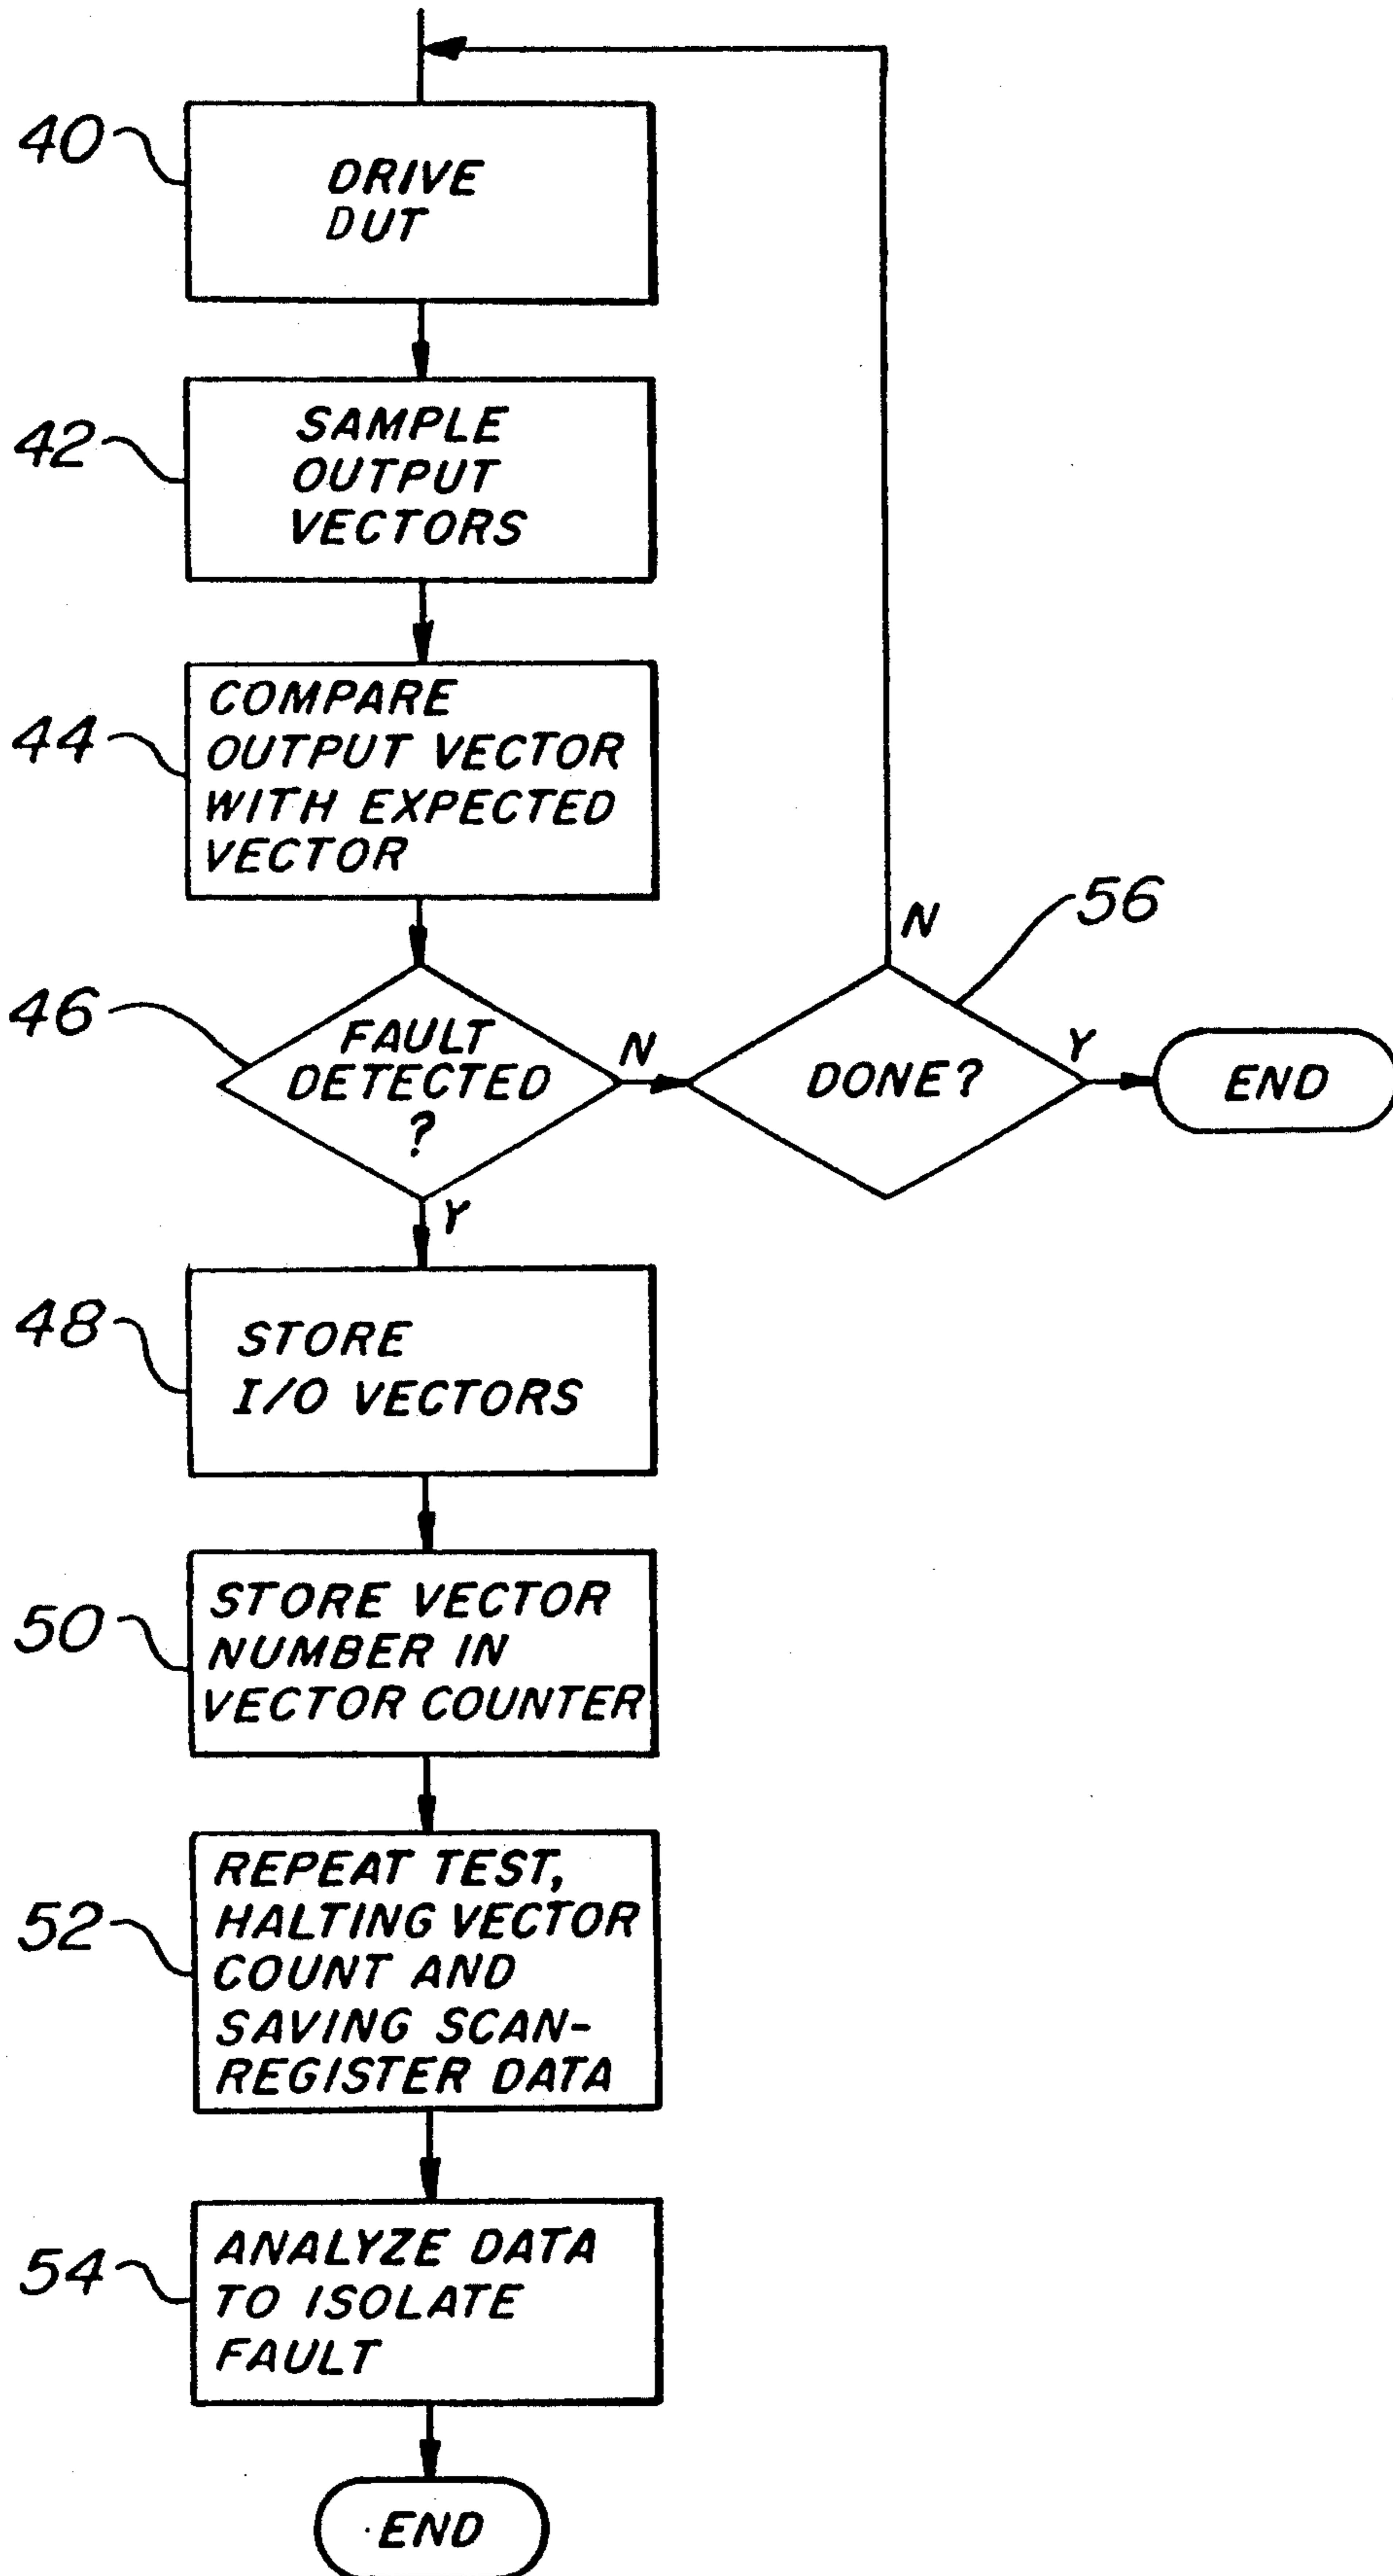 40
DRIVE
DUT
42
SAMPLE
OUTPUT
VECTORS
44
COMPARE
OUTPUT VECTOR
WITH EXPECTED
VECTOR
46
FAULT
DETECTED
?
N
Y
56
DONE?
N
Y
END
48
STORE
I/O VECTORS
50
STORE VECTOR
NUMBER IN
VECTOR COUNTER
52
REPEAT TEST,
HALTING VECTOR
COUNT AND
SAVING SCAN-
REGISTER DATA
54
ANALYZE DATA
TO ISOLATE
FAULT
END